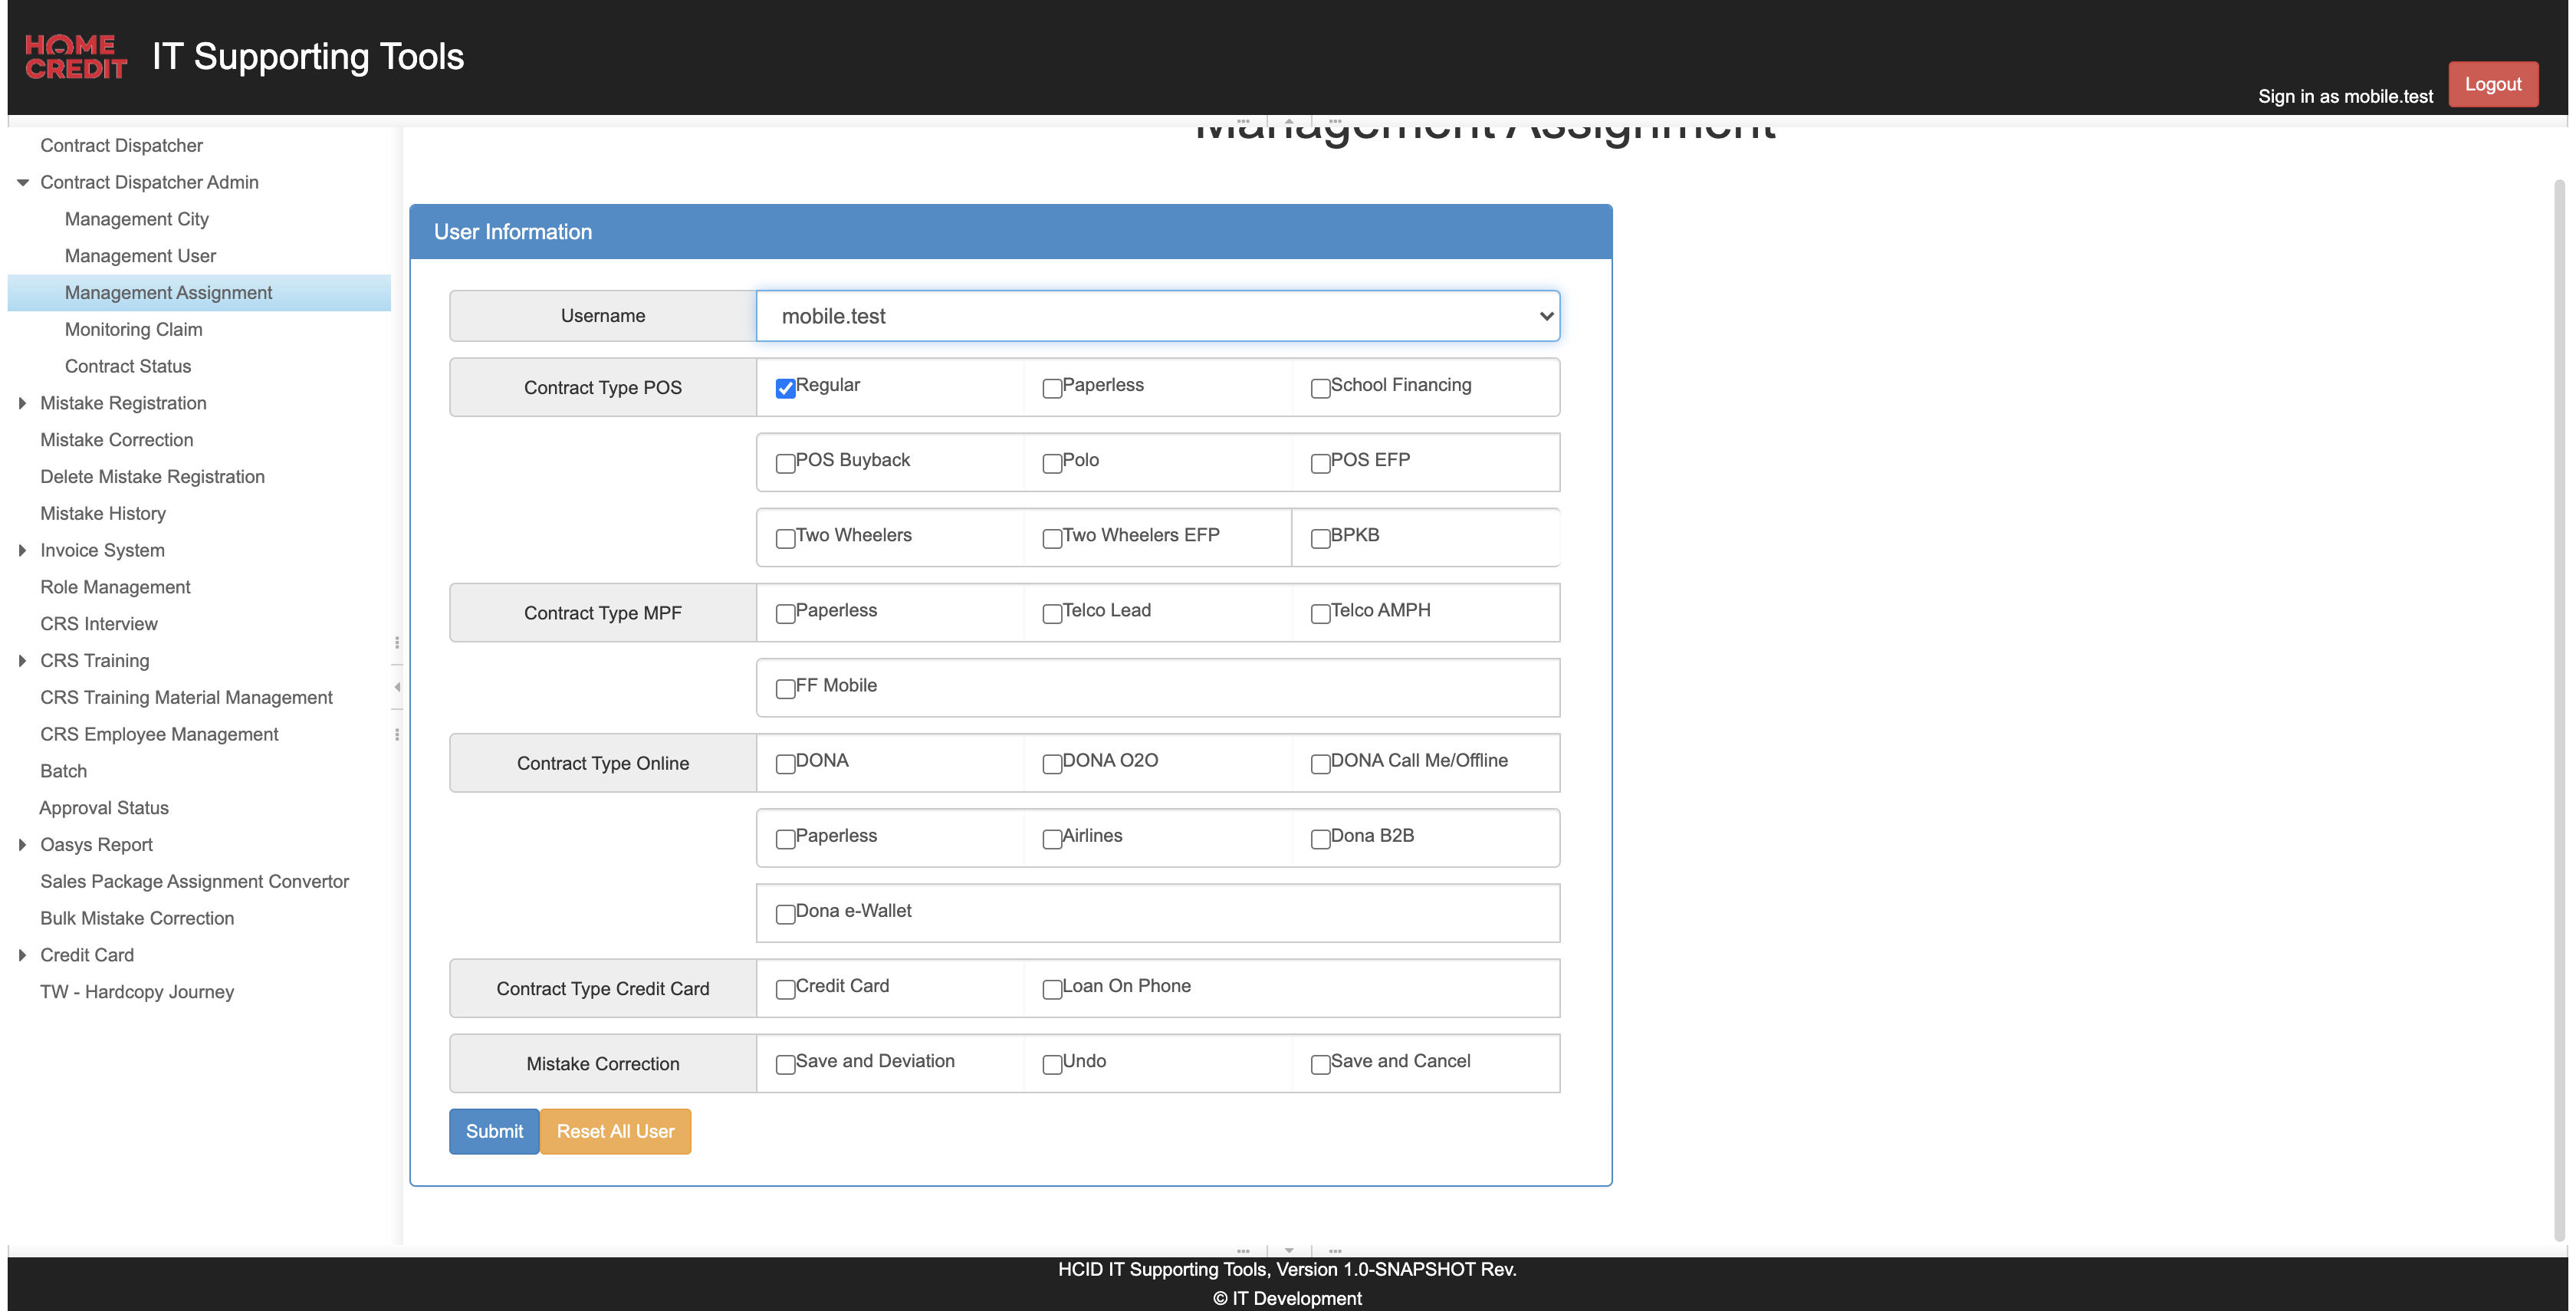 HOME
CREDIT
IT Supporting Tools
Sign in as mobile.test
Logout
Management Assignment
Contract Dispatcher
Contract Dispatcher Admin
Management City
Management User
Management Assignment
Monitoring Claim
Contract Status
Mistake Registration
Mistake Correction
Delete Mistake Registration
Mistake History
Invoice System
Role Management
CRS Interview
CRS Training
CRS Training Material Management
CRS Employee Management
Batch
Approval Status
Oasys Report
Sales Package Assignment Convertor
Bulk Mistake Correction
Credit Card
TW - Hardcopy Journey
User Information
Username mobile.test
Contract Type POS Regular Paperless School Financing
POS Buyback Polo POS EFP
Two Wheelers Two Wheelers EFP BPKB
Contract Type MPF Paperless Telco Lead Telco AMPH
FF Mobile
Contract Type Online DONA DONA O2O DONA Call Me/Offline
Paperless Airlines Dona B2B
Dona e-Wallet
Contract Type Credit Card Credit Card Loan On Phone
Mistake Correction Save and Deviation Undo Save and Cancel
Submit Reset All User
HCID IT Supporting Tools, Version 1.0-SNAPSHOT Rev.
© IT Development